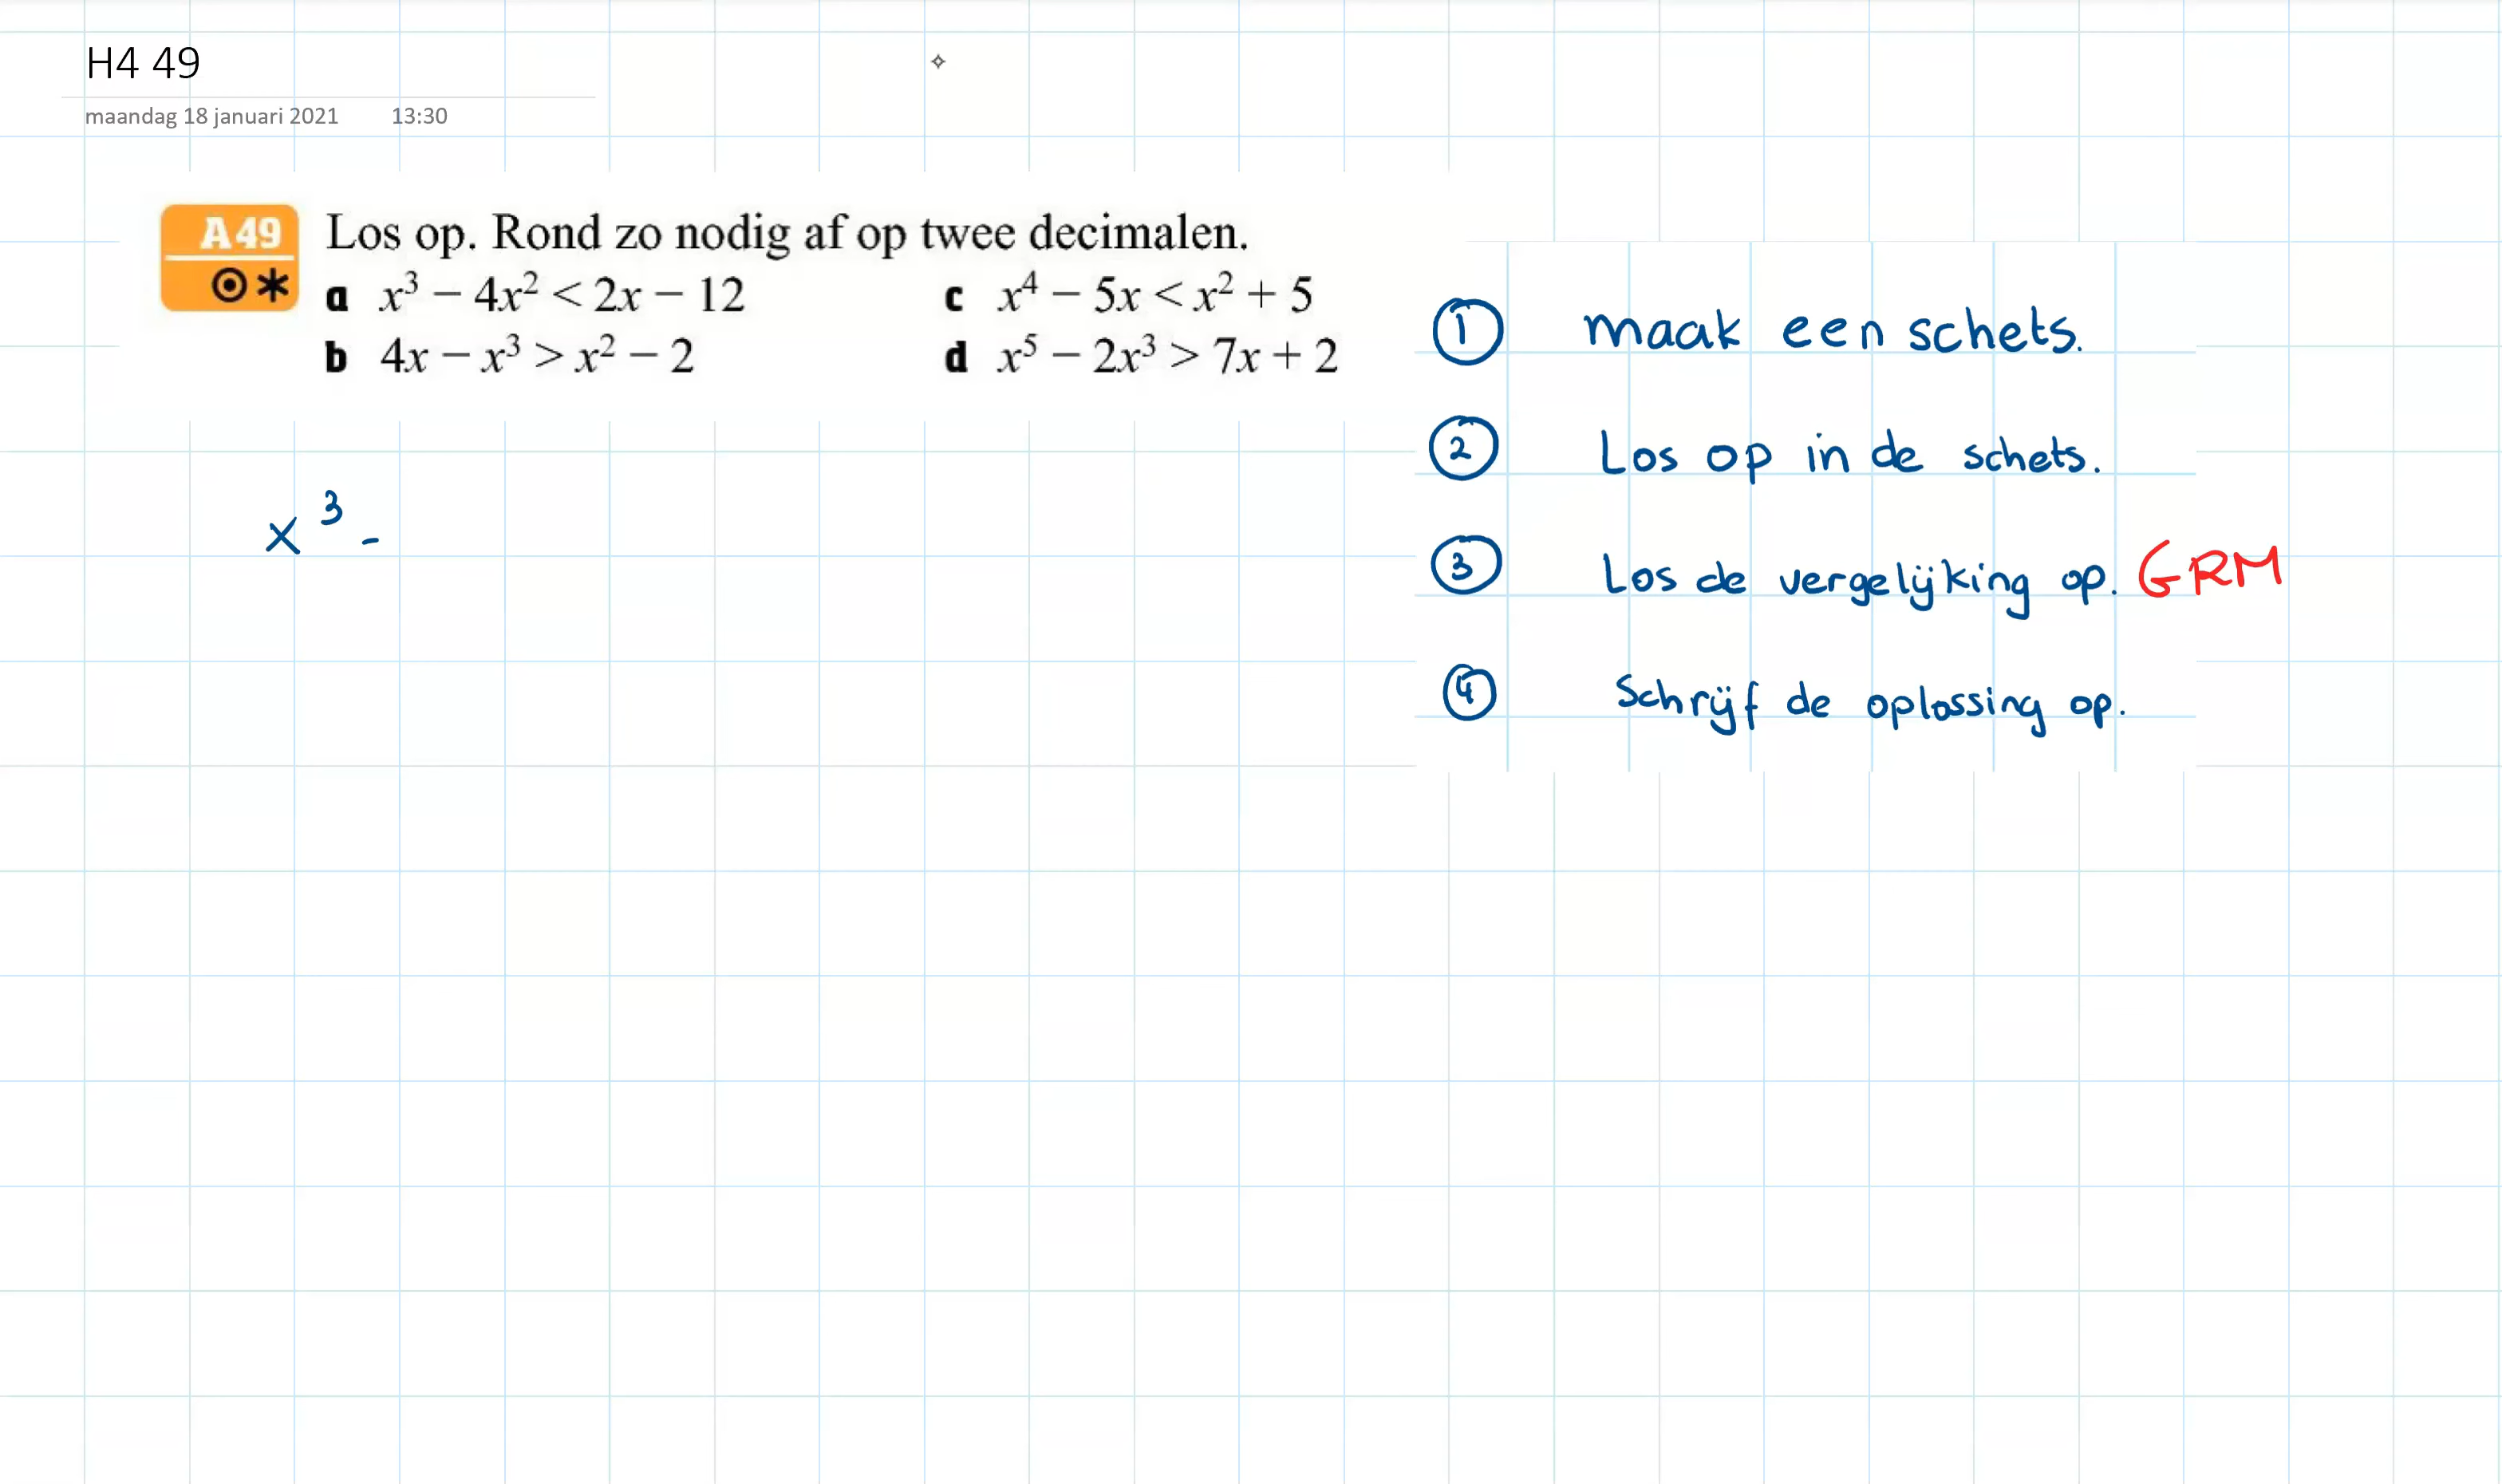 H4 49
maandag 18 januari 2021 13:30
A49 Los op. Rond zo nodig af op twee decimalen.
a x³ − 4x² < 2x − 12
b 4x − x³ > x² − 2
c x⁴ − 5x < x² + 5
d x⁵ − 2x³ > 7x + 2
① maak een schets.
② Los op in de schets.
③ Los de vergelijking op. GRM
④ Schrijf de oplossing op.
x³ -